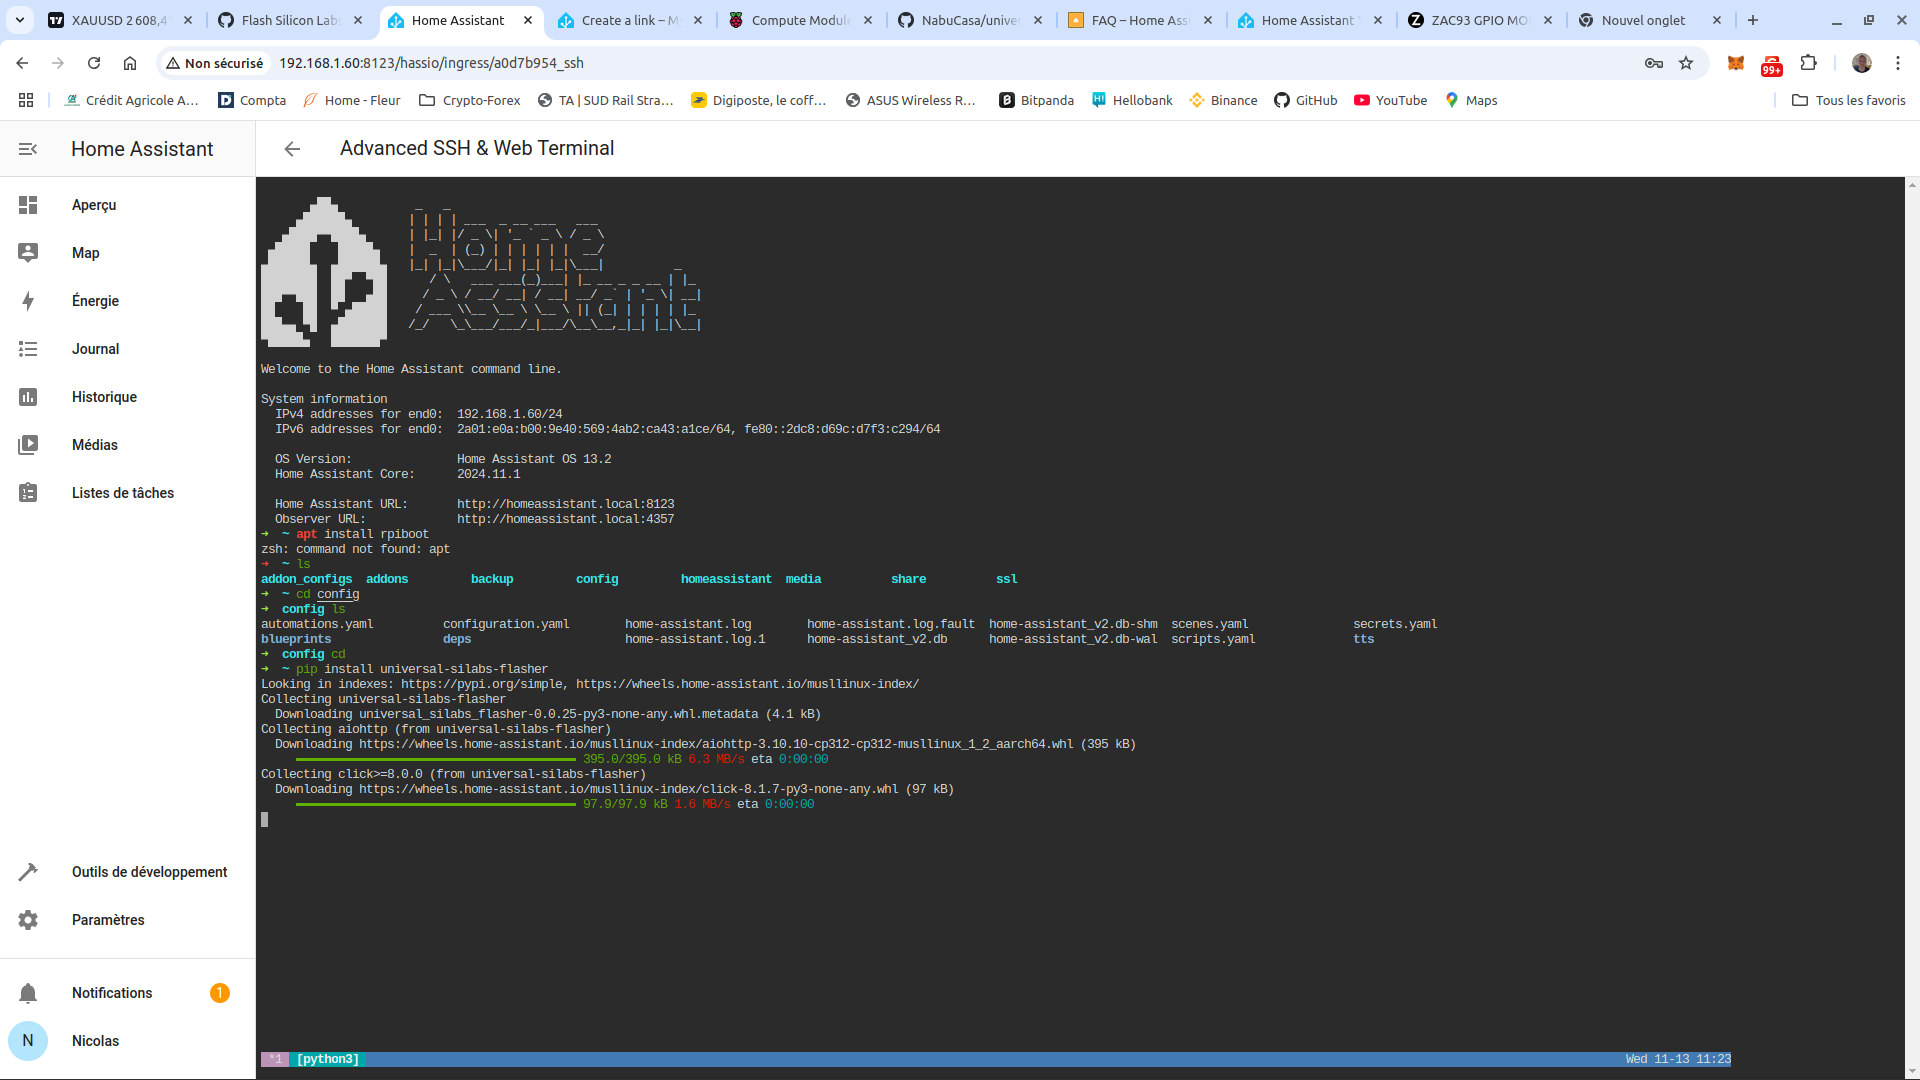 XAUUSD 2 608,4
Flash Silicon Lab
Home Assistant
Create a link – M
Compute Module
NabuCasa/univer
FAQ – Home Ass
Home Assistant
ZAC93 GPIO MO
Nouvel onglet
Non sécurisé
192.168.1.60:8123/hassio/ingress/a0d7b954_ssh
99+
Crédit Agricole A…
Compta
Home - Fleur
Crypto-Forex
TA | SUD Rail Stra…
Digiposte, le coff…
ASUS Wireless R…
Bitpanda
Hellobank
Binance
GitHub
YouTube
Maps
Tous les favoris
Home Assistant
Advanced SSH & Web Terminal
Aperçu
Map
Énergie
Journal
Historique
Médias
Listes de tâches
Outils de développement
Paramètres
Notifications 1
N Nicolas
Home
Assistant
Welcome to the Home Assistant command line.
System information
IPv4 addresses for end0: 192.168.1.60/24
IPv6 addresses for end0: 2a01:e0a:b00:9e40:569:4ab2:ca43:a1ce/64, fe80::2dc8:d69c:d7f3:c294/64
OS Version: Home Assistant OS 13.2
Home Assistant Core: 2024.11.1
Home Assistant URL: http://homeassistant.local:8123
Observer URL: http://homeassistant.local:4357
➜ ~ apt install rpiboot
zsh: command not found: apt
➜ ~ ls
addon_configs addons backup config homeassistant media share ssl
➜ ~ cd config
➜ config ls
automations.yaml configuration.yaml home-assistant.log home-assistant.log.fault home-assistant_v2.db-shm scenes.yaml secrets.yaml
blueprints deps home-assistant.log.1 home-assistant_v2.db home-assistant_v2.db-wal scripts.yaml tts
➜ config cd
➜ ~ pip install universal-silabs-flasher
Looking in indexes: https://pypi.org/simple, https://wheels.home-assistant.io/musllinux-index/
Collecting universal-silabs-flasher
Downloading universal_silabs_flasher-0.0.25-py3-none-any.whl.metadata (4.1 kB)
Collecting aiohttp (from universal-silabs-flasher)
Downloading https://wheels.home-assistant.io/musllinux-index/aiohttp-3.10.10-cp312-cp312-musllinux_1_2_aarch64.whl (395 kB)
395.0/395.0 kB 6.3 MB/s eta 0:00:00
Collecting click>=8.0.0 (from universal-silabs-flasher)
Downloading https://wheels.home-assistant.io/musllinux-index/click-8.1.7-py3-none-any.whl (97 kB)
97.9/97.9 kB 1.6 MB/s eta 0:00:00
*1 [python3]
Wed 11-13 11:23